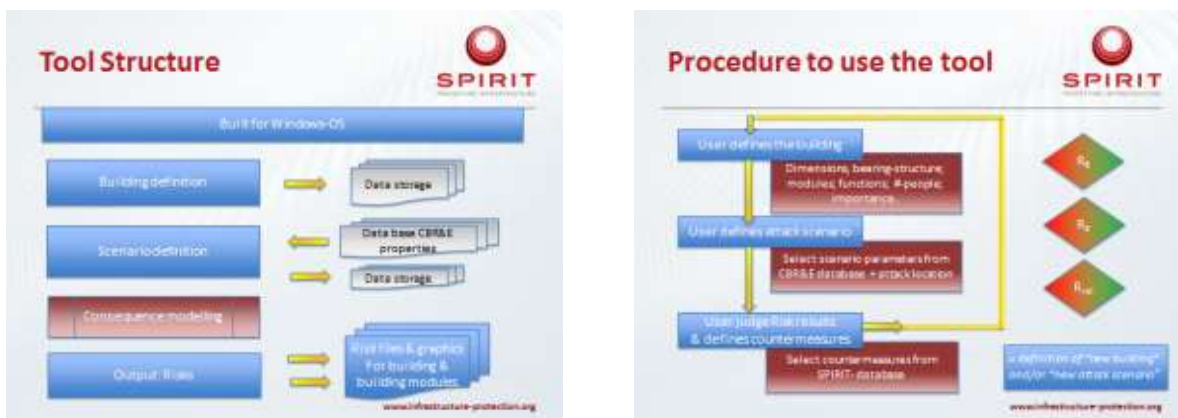 Tool Structure
SPIRIT
Built for Windows-OS
Building definition
Data storage
Scenario definition
Data base CBR&E
properties
Data storage
Consequence modelling
Output: Risks
Risk files & graphics
For building &
building modules
www.infrastructure-protection.org
Procedure to use the tool
SPIRIT
User defines the building
Dimensions, bearing-structure;
modules; functions; #-people;
importance
User defines attack scenario
Select scenario parameters from
CBR&E database + attack location
User judge Risk results
& defines countermeasures
Select countermeasures from
SPIRIT- database
definition of "new building"
and/or "new attack scenario"
www.infrastructure-protection.org